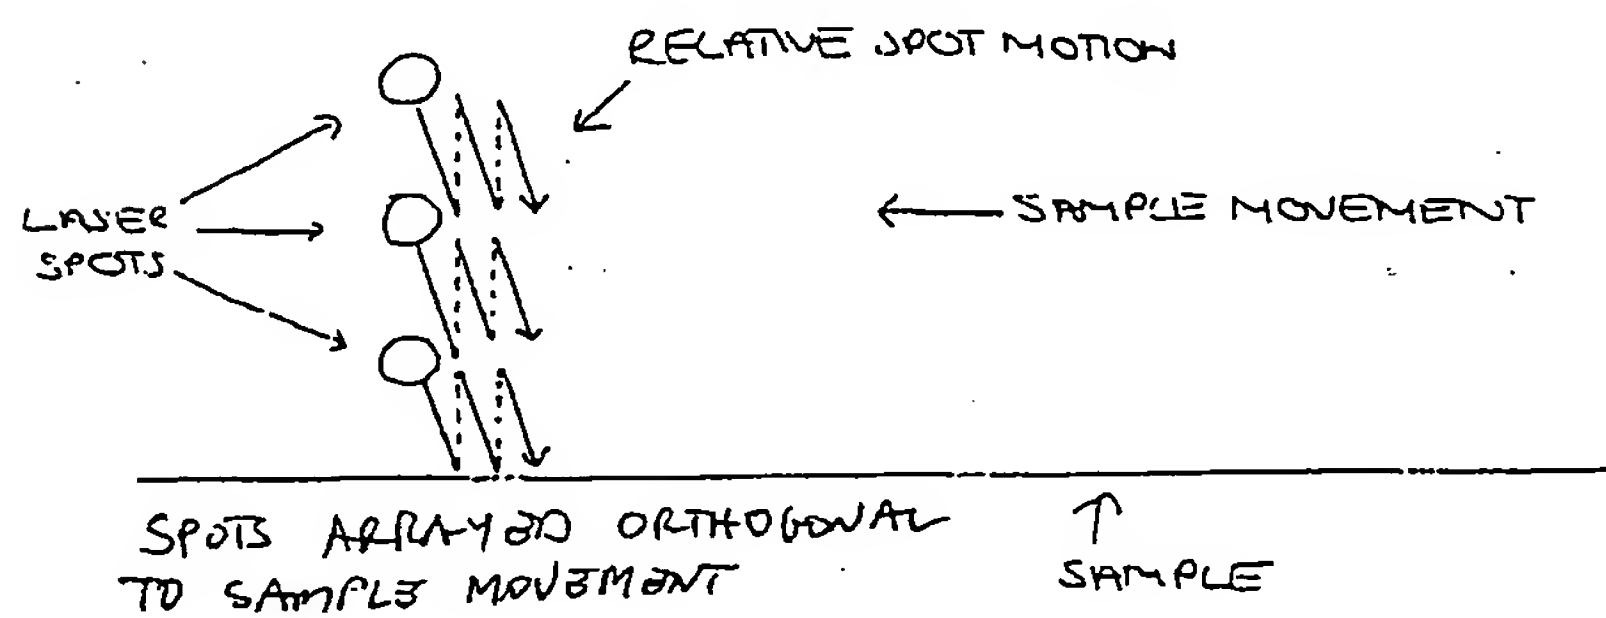 RELATIVE SPOT MOTION
LASER
SPOTS
SAMPLE MOVEMENT
SPOTS ARRAYED ORTHOGONAL
TO SAMPLE MOVEMENT
SAMPLE